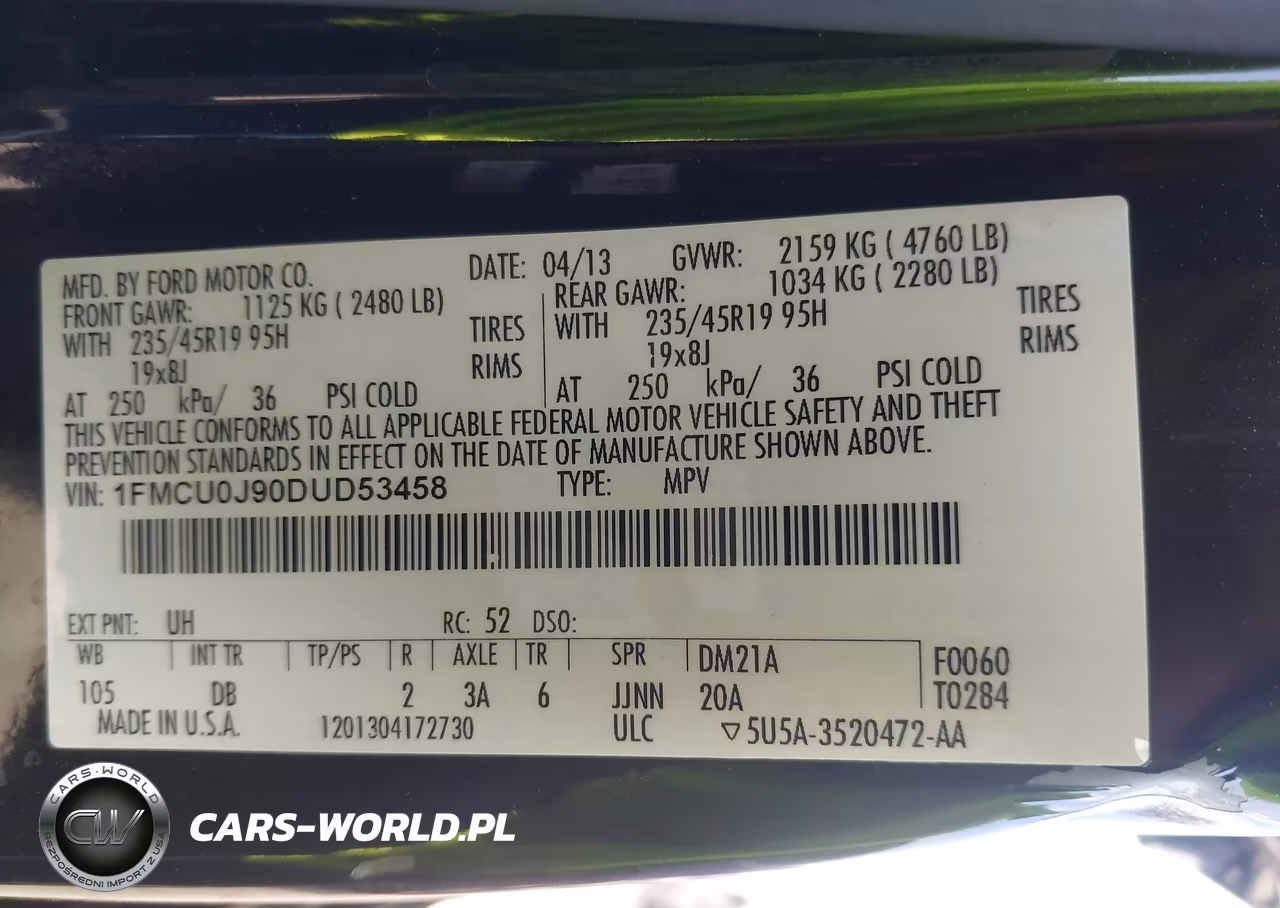 MFD. BY FORD MOTOR CO. DATE: 04/13 GVWR: 2159 KG ( 4760 LB)
FRONT GAWR: 1125 KG ( 2480 LB) REAR GAWR: 1034 KG ( 2280 LB)
WITH 235/45R19 95H TIRES WITH 235/45R19 95H TIRES
19x8J RIMS 19x8J RIMS
AT 250 kPa/ 36 PSI COLD AT 250 kPa/ 36 PSI COLD
THIS VEHICLE CONFORMS TO ALL APPLICABLE FEDERAL MOTOR VEHICLE SAFETY AND THEFT
PREVENTION STANDARDS IN EFFECT ON THE DATE OF MANUFACTURE SHOWN ABOVE.
VIN: 1FMCU0J90DUD53458 TYPE: MPV
EXT PNT: UH RC: 52 DSO:
WB INT TR TP/PS R AXLE TR SPR DM21A F0060
105 DB 2 3A 6 JJNN 20A T0284
MADE IN U.S.A. 1201304172730 ULC ▽5U5A-3520472-AA
CARS-WORLD
CW
BEZPOŚREDNI IMPORT Z USA
CARS-WORLD.PL